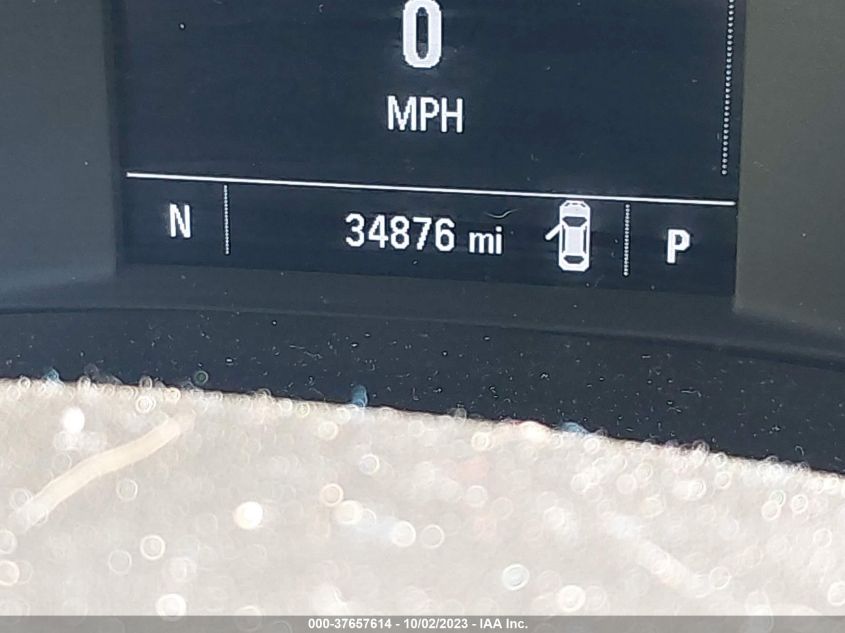 0
MPH
N 34876 mi P
000-37657614 - 10/02/2023 - IAA Inc.